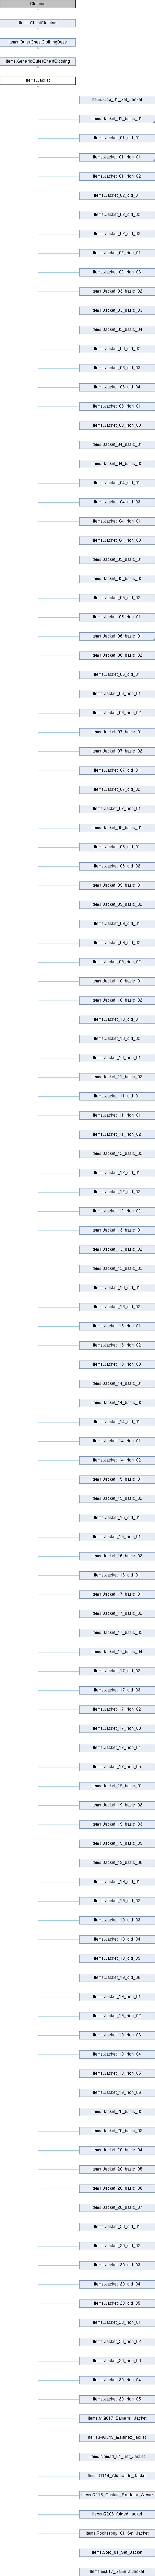 Clothing
Items.ChestClothing
Items.OuterChestClothingBase
Items.GenericOuterChestClothing
Items.Jacket
Items.Cop_01_Set_Jacket
Items.Jacket_01_basic_01
Items.Jacket_01_old_01
Items.Jacket_01_rich_01
Items.Jacket_01_rich_02
Items.Jacket_02_old_01
Items.Jacket_02_old_02
Items.Jacket_02_old_03
Items.Jacket_02_rich_01
Items.Jacket_02_rich_03
Items.Jacket_03_basic_02
Items.Jacket_03_basic_03
Items.Jacket_03_basic_04
Items.Jacket_03_old_02
Items.Jacket_03_old_03
Items.Jacket_03_old_04
Items.Jacket_03_rich_01
Items.Jacket_03_rich_03
Items.Jacket_04_basic_01
Items.Jacket_04_basic_02
Items.Jacket_04_old_01
Items.Jacket_04_old_03
Items.Jacket_04_rich_01
Items.Jacket_04_rich_03
Items.Jacket_05_basic_01
Items.Jacket_05_basic_02
Items.Jacket_05_old_02
Items.Jacket_05_rich_01
Items.Jacket_06_basic_01
Items.Jacket_06_basic_02
Items.Jacket_06_old_01
Items.Jacket_06_rich_01
Items.Jacket_06_rich_02
Items.Jacket_07_basic_01
Items.Jacket_07_basic_02
Items.Jacket_07_old_01
Items.Jacket_07_old_02
Items.Jacket_07_rich_01
Items.Jacket_08_basic_01
Items.Jacket_08_old_01
Items.Jacket_08_old_02
Items.Jacket_09_basic_01
Items.Jacket_09_basic_02
Items.Jacket_09_old_01
Items.Jacket_09_old_02
Items.Jacket_09_rich_02
Items.Jacket_10_basic_01
Items.Jacket_10_basic_02
Items.Jacket_10_old_01
Items.Jacket_10_old_02
Items.Jacket_10_rich_01
Items.Jacket_11_basic_02
Items.Jacket_11_old_01
Items.Jacket_11_rich_01
Items.Jacket_11_rich_02
Items.Jacket_12_basic_02
Items.Jacket_12_old_01
Items.Jacket_12_old_02
Items.Jacket_12_rich_02
Items.Jacket_13_basic_01
Items.Jacket_13_basic_02
Items.Jacket_13_basic_03
Items.Jacket_13_old_01
Items.Jacket_13_old_02
Items.Jacket_13_rich_01
Items.Jacket_13_rich_02
Items.Jacket_13_rich_03
Items.Jacket_14_basic_01
Items.Jacket_14_basic_02
Items.Jacket_14_old_01
Items.Jacket_14_rich_01
Items.Jacket_14_rich_02
Items.Jacket_15_basic_01
Items.Jacket_15_basic_02
Items.Jacket_15_old_01
Items.Jacket_15_rich_01
Items.Jacket_16_basic_02
Items.Jacket_16_old_01
Items.Jacket_17_basic_01
Items.Jacket_17_basic_02
Items.Jacket_17_basic_03
Items.Jacket_17_basic_04
Items.Jacket_17_old_02
Items.Jacket_17_old_03
Items.Jacket_17_rich_02
Items.Jacket_17_rich_03
Items.Jacket_17_rich_04
Items.Jacket_17_rich_05
Items.Jacket_19_basic_01
Items.Jacket_19_basic_02
Items.Jacket_19_basic_03
Items.Jacket_19_basic_05
Items.Jacket_19_basic_06
Items.Jacket_19_old_01
Items.Jacket_19_old_02
Items.Jacket_19_old_03
Items.Jacket_19_old_04
Items.Jacket_19_old_05
Items.Jacket_19_old_06
Items.Jacket_19_rich_01
Items.Jacket_19_rich_02
Items.Jacket_19_rich_03
Items.Jacket_19_rich_04
Items.Jacket_19_rich_05
Items.Jacket_19_rich_06
Items.Jacket_20_basic_02
Items.Jacket_20_basic_03
Items.Jacket_20_basic_04
Items.Jacket_20_basic_05
Items.Jacket_20_basic_06
Items.Jacket_20_basic_07
Items.Jacket_20_old_01
Items.Jacket_20_old_02
Items.Jacket_20_old_03
Items.Jacket_20_old_04
Items.Jacket_20_old_05
Items.Jacket_20_rich_01
Items.Jacket_20_rich_02
Items.Jacket_20_rich_03
Items.Jacket_20_rich_04
Items.Jacket_20_rich_05
Items.MQ017_Samurai_Jacket
Items.MQ049_martinez_jacket
Items.Nomad_01_Set_Jacket
Items.Q114_Aldecaldo_Jacket
Items.Q115_Custom_Predator_Armor
Items.Q203_folded_jacket
Items.Rockerboy_01_Set_Jacket
Items.Solo_01_Set_Jacket
Items.mq017_SamuraiJacket